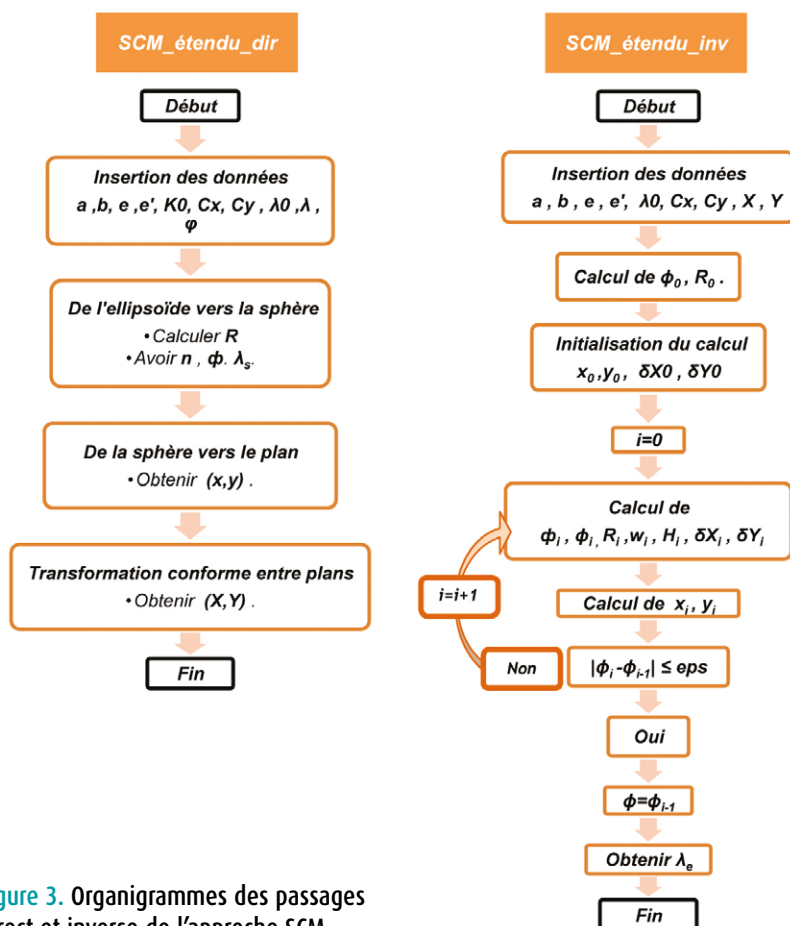 SCM_étendu_dir
Début
Insertion des données
a ,b, e ,e', K0, Cx, Cy , λ0 ,λ ,
φ
De l'ellipsoïde vers la sphère
•Calculer R
•Avoir n , ϕ. λs.
De la sphère vers le plan
•Obtenir (x,y) .
Transformation conforme entre plans
•Obtenir (X,Y) .
Fin
SCM_étendu_inv
Début
Insertion des données
a , b , e , e', λ0, Cx, Cy , X , Y
Calcul de ϕ0 , R0 .
Initialisation du calcul
x0 ,y0 , δX0 , δY0
i=0
Calcul de
ϕi , ϕi , Ri ,wi , Hi , δXi , δYi
i=i+1
Calcul de xi , yi
Non
|ϕi -ϕi-1| ≤ eps
Oui
ϕ=ϕi-1
Obtenir λe
Fin
gure 3. Organigrammes des passages
rect et inverse de l'approche SCM